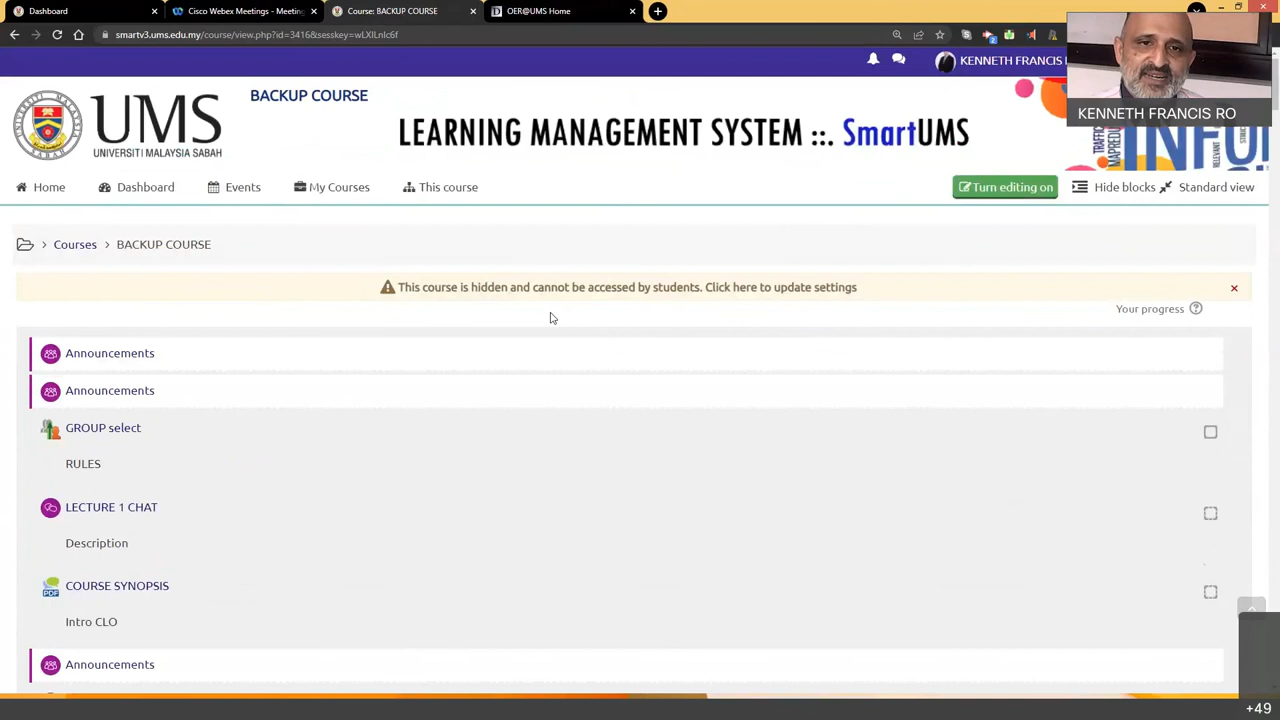 Dashboard
Cisco Webex Meetings - Meetin
Course: BACKUP COURSE
OER@UMS Home
smartv3.ums.edu.my/course/view.php?id=3416&sesskey=wLXlLnlc6f
KENNETH FRANCIS
KENNETH FRANCIS RO
UMS
UNIVERSITI MALAYSIA SABAH
BACKUP COURSE
LEARNING MANAGEMENT SYSTEM ::. SmartUMS
Home
Dashboard
Events
My Courses
This course
Turn editing on
Hide blocks
Standard view
Courses > BACKUP COURSE
This course is hidden and cannot be accessed by students. Click here to update settings
Your progress
Announcements
Announcements
GROUP select
RULES
LECTURE 1 CHAT
Description
COURSE SYNOPSIS
Intro CLO
Announcements
+49